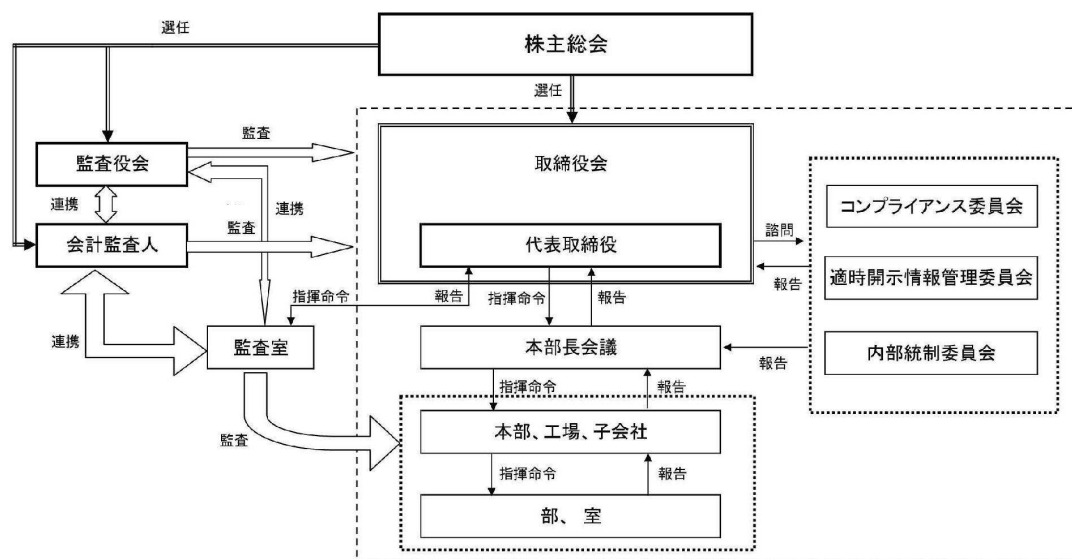 選任
株主総会
選任
監査
監査役会
取締役会
連携
連携
コンプライアンス委員会
会計監査人
監査
代表取締役
諮問
適時開示情報管理委員会
報告
指揮命令
報告
指揮命令
報告
連携
監査室
本部長会議
報告
内部統制委員会
指揮命令
報告
監査
本部、工場、子会社
指揮命令
報告
部、 室